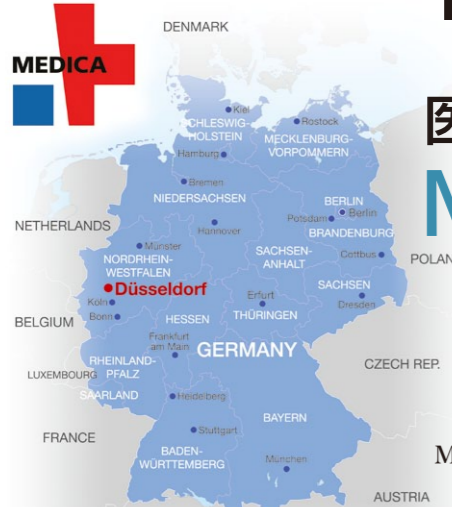 DENMARK
MEDICA
Kiel
SCHLESWIG-
HOLSTEIN
Rostock
MECKLENBURG-
VORPOMMERN
Hamburg
Bremen
NIEDERSACHSEN
BERLIN
Berlin
Potsdam
BRANDENBURG
NETHERLANDS
Hannover
Münster
SACHSEN-
ANHALT
Cottbus
POLAN
NORDRHEIN-
WESTFALEN
Düsseldorf
SACHSEN
Dresden
Erfurt
THÜRINGEN
Köln
Bonn
BELGIUM
HESSEN
Frankfurt
am Main
GERMANY
RHEINLAND-
PFALZ
CZECH REP.
LUXEMBOURG
SAARLAND
Heidelberg
BAYERN
FRANCE
Stuttgart
BADEN-
WÜRTTEMBERG
München
M
AUSTRIA